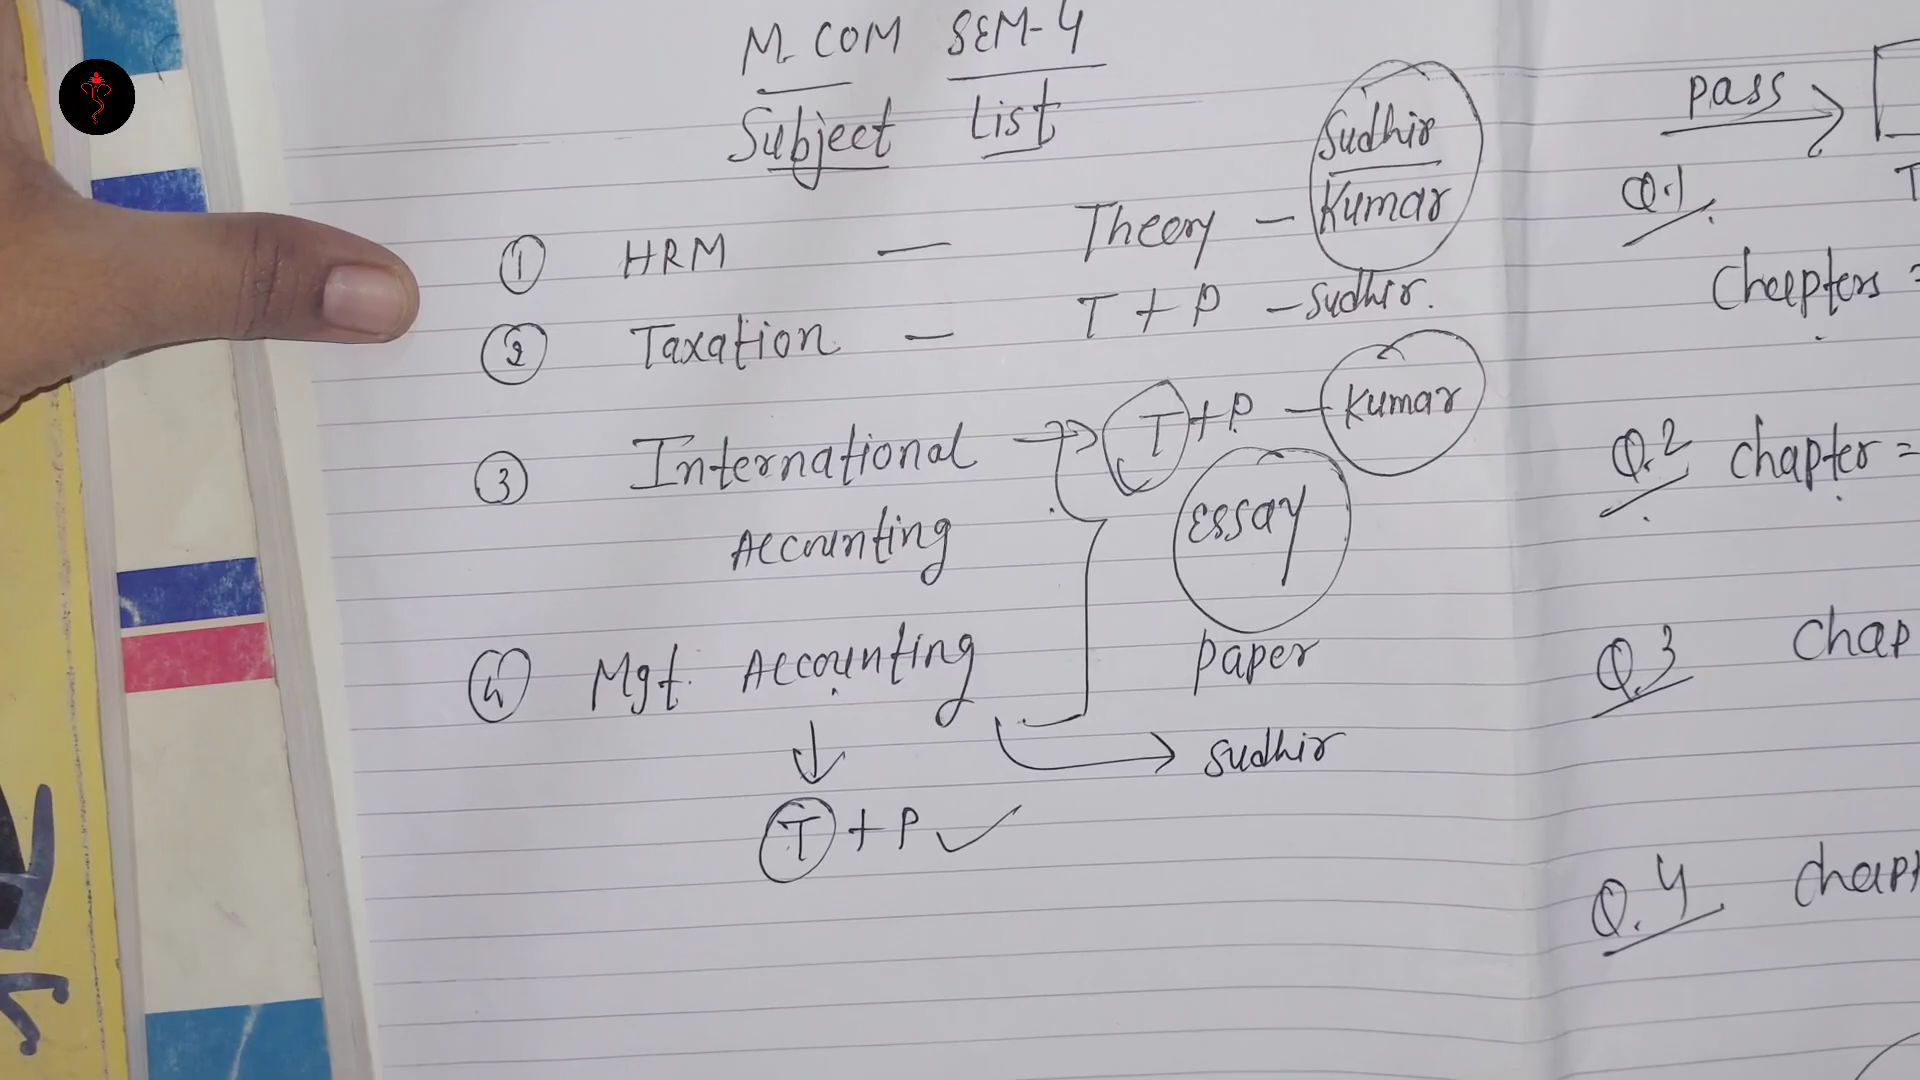 M.COM SEM-4
Subject List
① HRM — Theory — Sudhir Kumar
② Taxation — T + P — Sudhir.
③ International Accounting → T + P — Kumar
Essay
paper
④ Mgt. Accounting → Sudhir
↓
T + P ✓
pass →
Q.1
Chapters =
Q.2 chapter =
Q.3 Chap
Q.4 Chapt